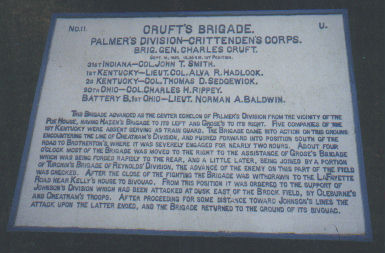 No.11. CRUFT'S BRIGADE. U.
PALMER'S DIVISION-CRITTENDEN'S CORPS.
BRIG. GEN. CHARLES CRUFT.
SEPT. 19, 1863, 12.30 P.M. 1ST POSITION.
31ST INDIANA-COL. JOHN T. SMITH.
1ST KENTUCKY-LIEUT. COL. ALVA R. HADLOCK.
2D KENTUCKY-COL. THOMAS D. SEDGEWICK.
90TH OHIO-COL. CHARLES H. RIPPEY.
BATTERY B, 1ST OHIO-LIEUT. NORMAN A. BALDWIN.
THIS BRIGADE ADVANCED AS THE CENTER ECHELON OF PALMER'S DIVISION FROM THE VICINITY OF THE
POE HOUSE, HAVING HAZEN'S BRIGADE TO ITS LEFT AND GROSE'S TO ITS RIGHT. FIVE COMPANIES OF THE
1ST KENTUCKY WERE ABSENT SERVING AS TRAIN GUARD. THE BRIGADE CAME INTO ACTION ON THIS GROUND
ENCOUNTERING THE LINE OF CHEATHAM'S DIVISION, AND PUSHED FORWARD INTO POSITION SOUTH OF THE
ROAD TO BROTHERTON'S, WHERE IT WAS SEVERELY ENGAGED FOR NEARLY TWO HOURS. ABOUT FOUR
O'CLOCK MOST OF THE BRIGADE WAS MOVED TO THE RIGHT TO THE ASSISTANCE OF GROSE'S BRIGADE
WHICH WAS BEING FORCED RAPIDLY TO THE REAR, AND A LITTLE LATER, BEING JOINED BY A PORTION
OF TURCHIN'S BRIGADE OF REYNOLDS' DIVISION, THE ADVANCE OF THE ENEMY ON THIS PART OF THE FIELD
WAS CHECKED. AFTER THE CLOSE OF THE FIGHTING THE BRIGADE WAS WITHDRAWN TO THE LAFAYETTE
ROAD NEAR KELLY'S HOUSE TO BIVOUAC. FROM THIS POSITION IT WAS ORDERED TO THE SUPPORT OF
JOHNSON'S DIVISION WHICH HAD BEEN ATTACKED AT DUSK EAST OF THE BROCK FIELD, BY CLEBURNE'S
AND CHEATHAM'S TROOPS. AFTER PROCEEDING FOR SOME DISTANCE TOWARD JOHNSON'S LINES THE
ATTACK UPON THE LATTER ENDED, AND THE BRIGADE RETURNED TO THE GROUND OF ITS BIVOUAC.